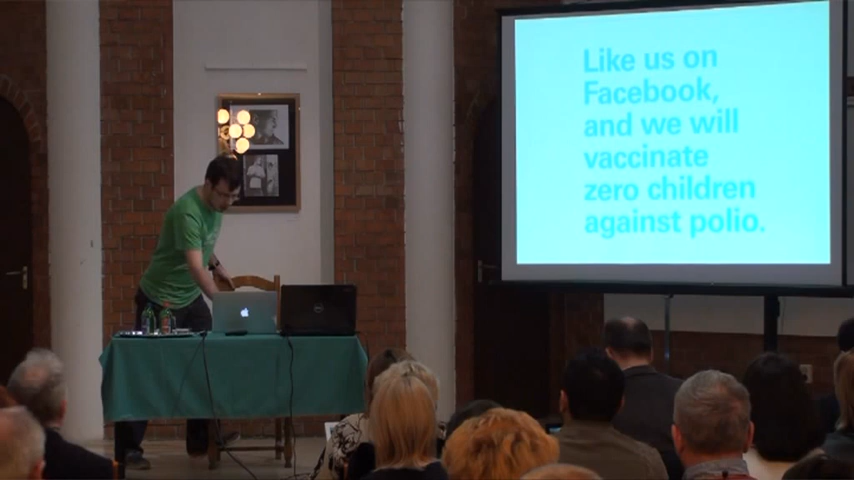 Like us on
Facebook,
and we will
vaccinate
zero children
against polio.